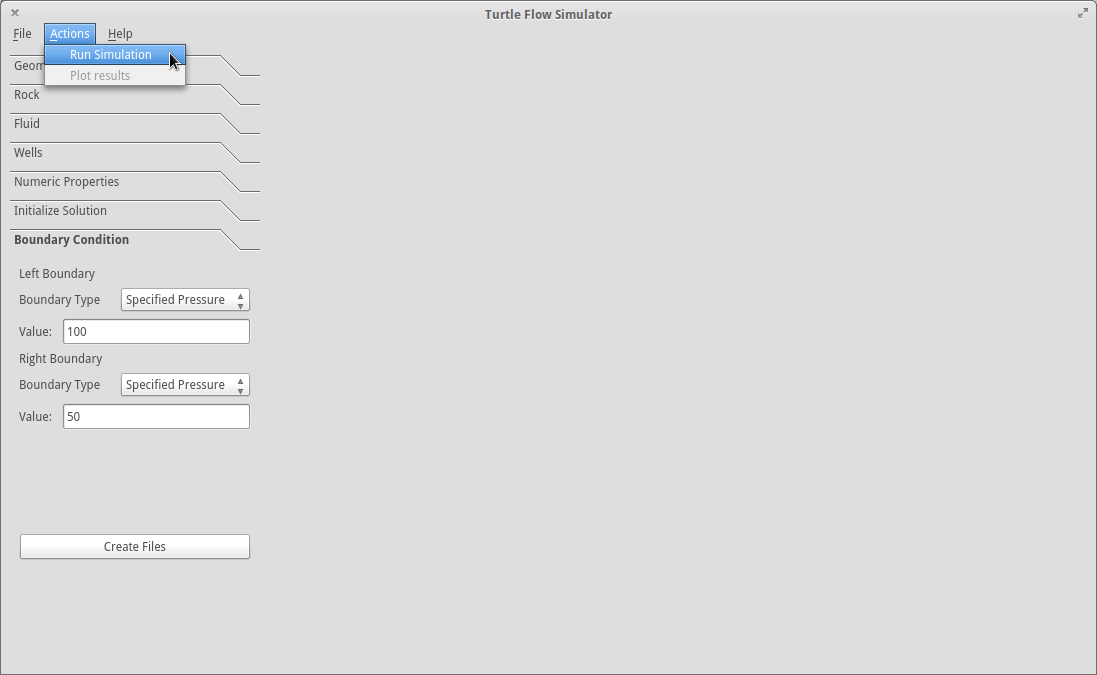 Turtle Flow Simulator
File Actions Help
Run Simulation
Plot results
Geom
Rock
Fluid
Wells
Numeric Properties
Initialize Solution
Boundary Condition
Left Boundary
Boundary Type Specified Pressure
Value: 100
Right Boundary
Boundary Type Specified Pressure
Value: 50
Create Files